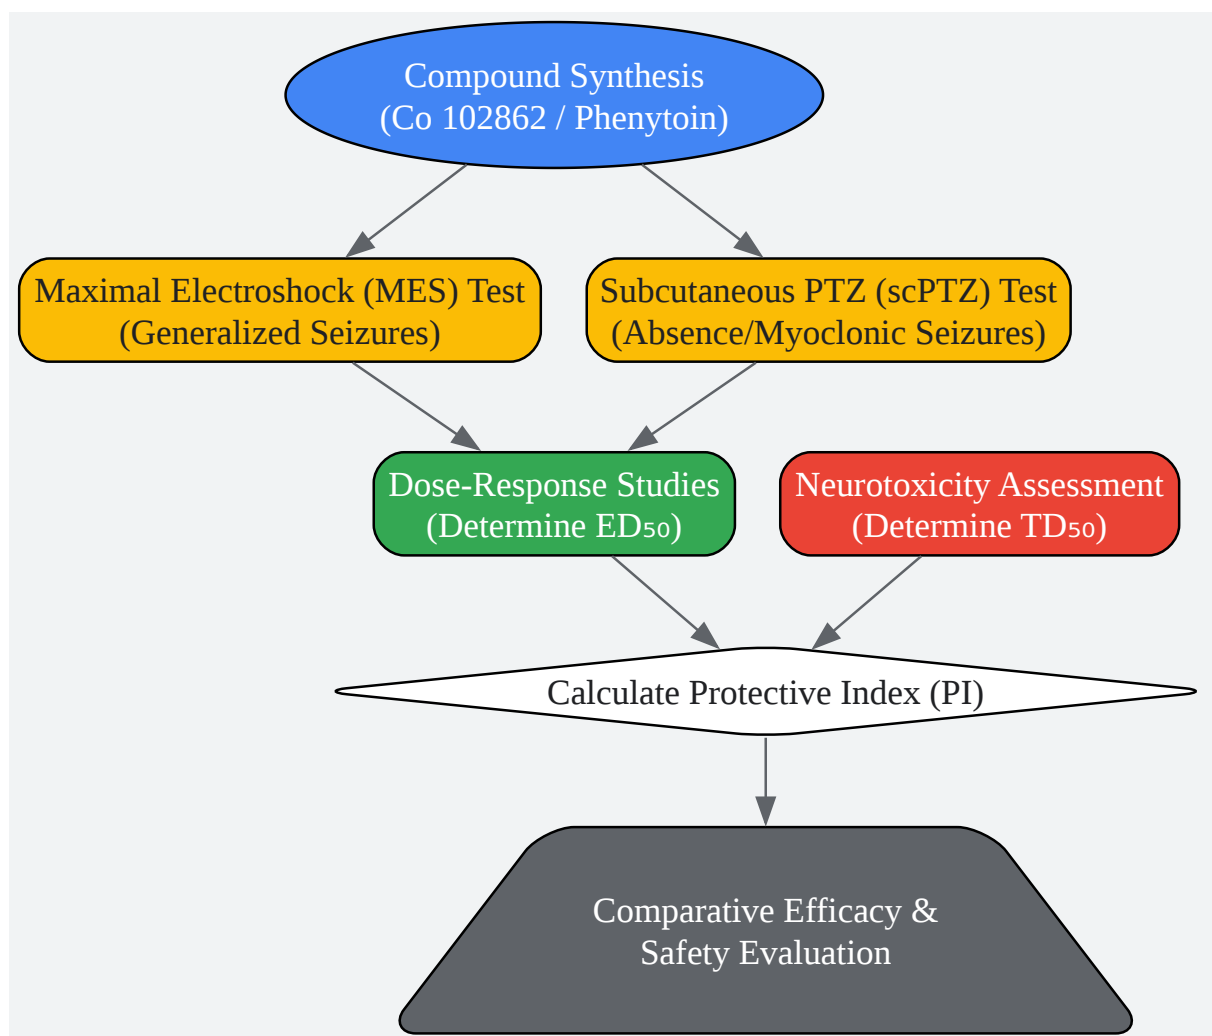 Compound Synthesis
(Co 102862 / Phenytoin)
Maximal Electroshock (MES) Test
(Generalized Seizures)
Subcutaneous PTZ (scPTZ) Test
(Absence/Myoclonic Seizures)
Dose-Response Studies
(Determine ED₅₀)
Neurotoxicity Assessment
(Determine TD₅₀)
Calculate Protective Index (PI)
Comparative Efficacy &
Safety Evaluation